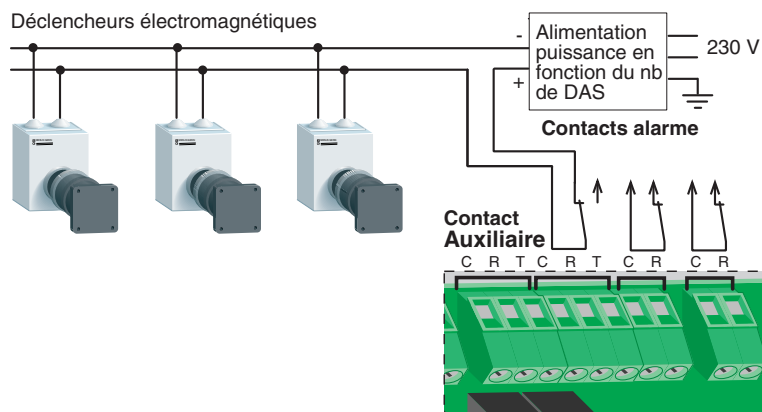 Déclencheurs électromagnétiques
-
+
Alimentation
puissance en
fonction du nb
de DAS
230 V
Contacts alarme
Contact
Auxiliaire
C R T C R T C R C R